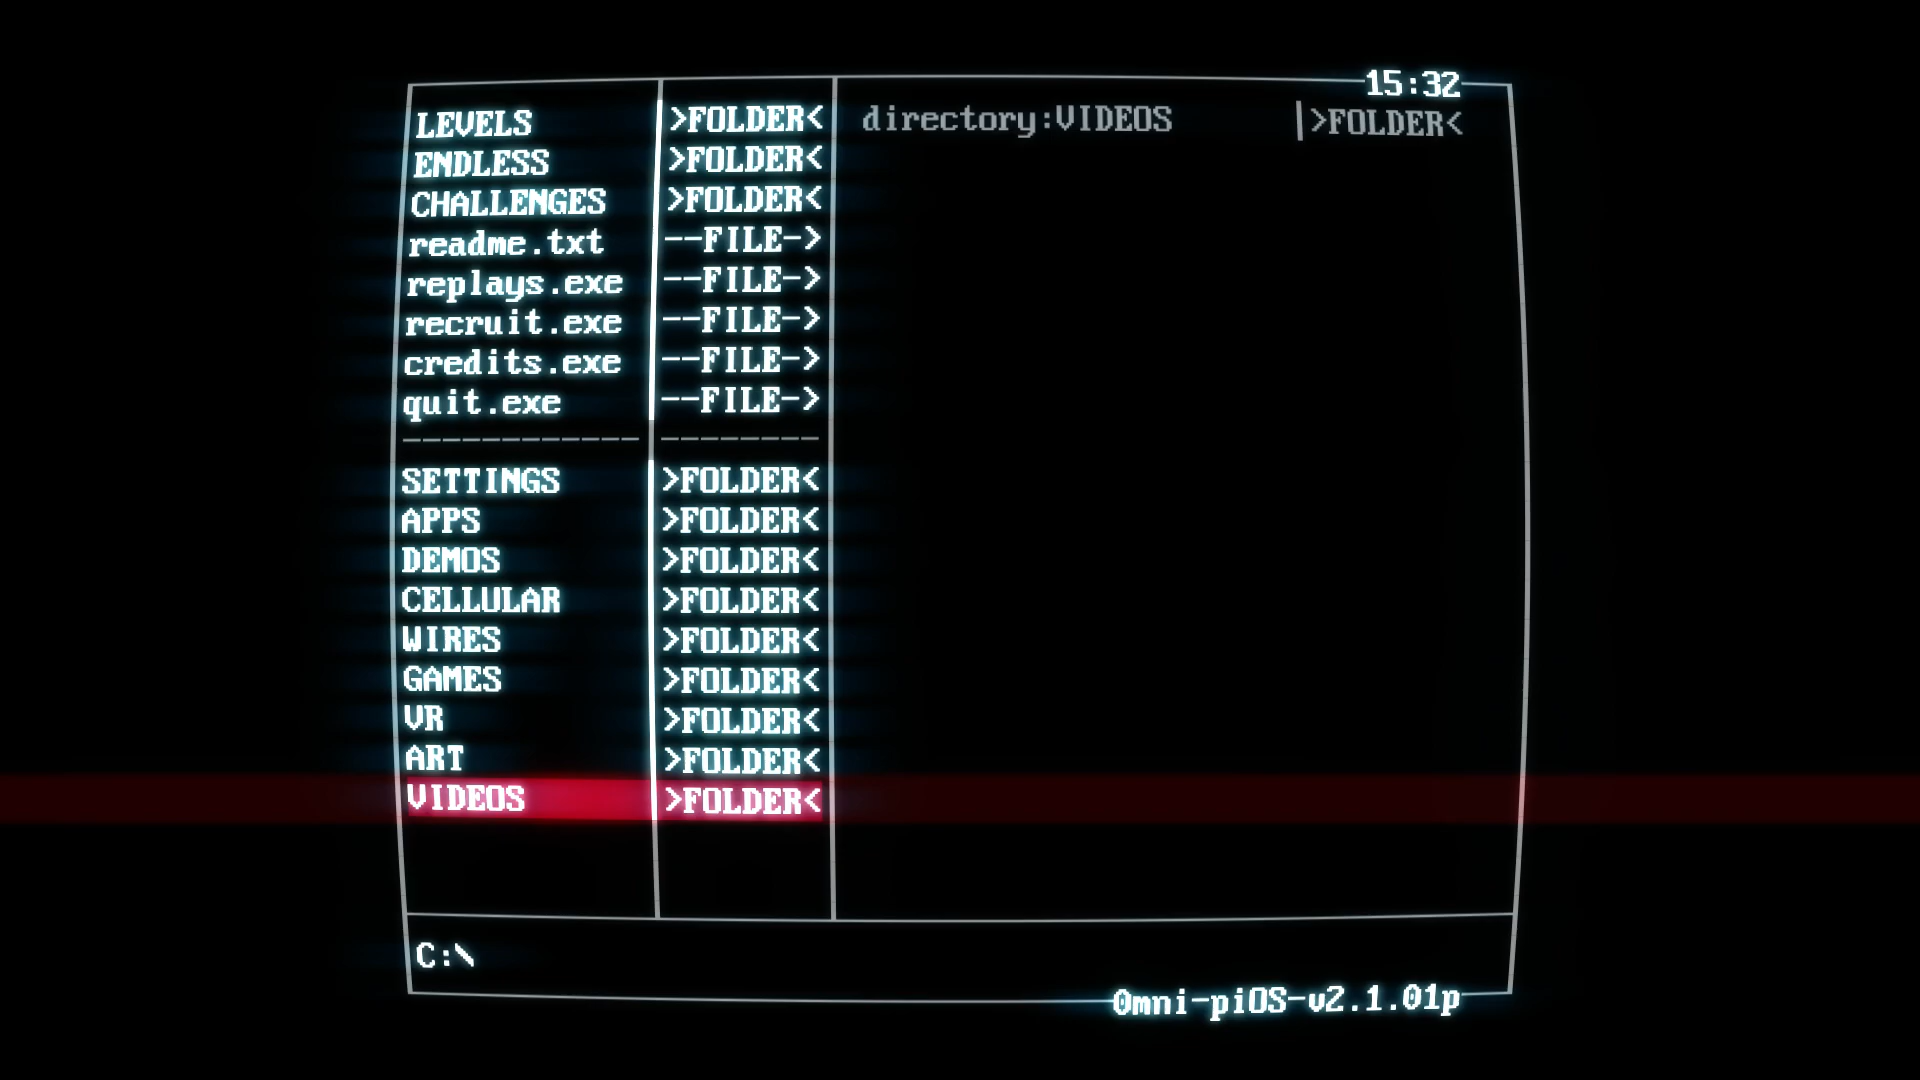 15:32
LEVELS >FOLDER< directory:VIDEOS |>FOLDER<
ENDLESS >FOLDER<
CHALLENGES >FOLDER<
readme.txt --FILE->
replays.exe --FILE->
recruit.exe --FILE->
credits.exe --FILE->
quit.exe --FILE->
------------ --------
SETTINGS >FOLDER<
APPS >FOLDER<
DEMOS >FOLDER<
CELLULAR >FOLDER<
WIRES >FOLDER<
GAMES >FOLDER<
VR >FOLDER<
ART >FOLDER<
VIDEOS >FOLDER<
C:\
0mni-piOS-v2.1.01p